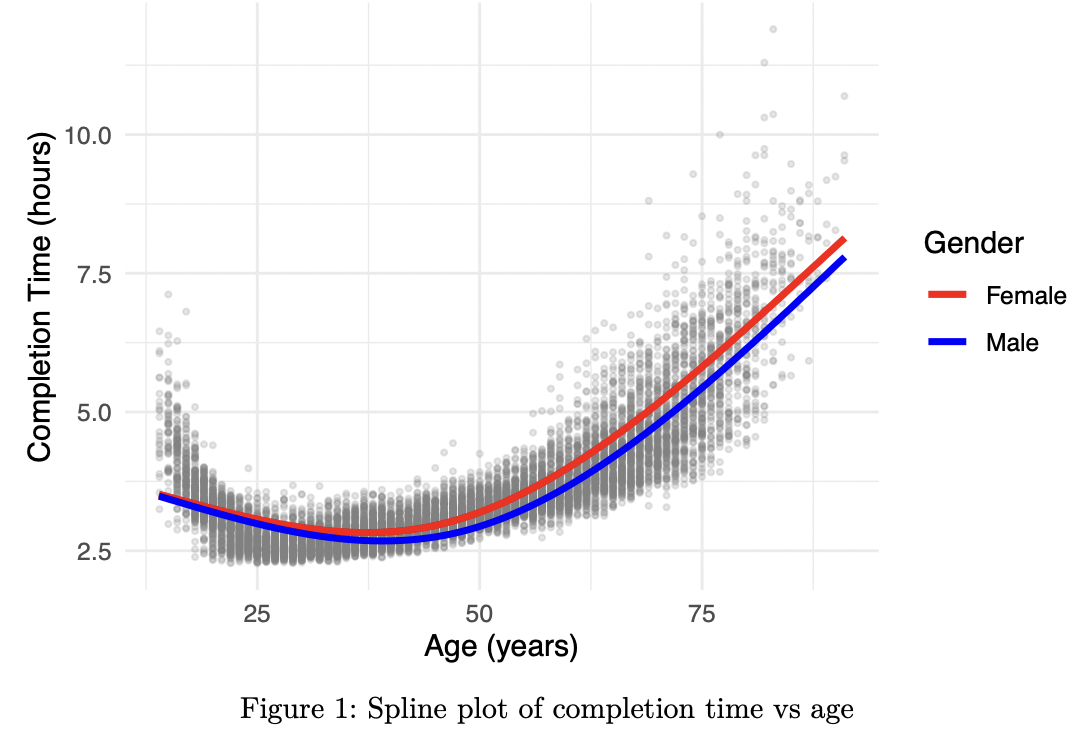 Completion Time (hours)
10.0
7.5
5.0
2.5
25
50
75
Age (years)
Gender
Female
Male
Figure 1: Spline plot of completion time vs age